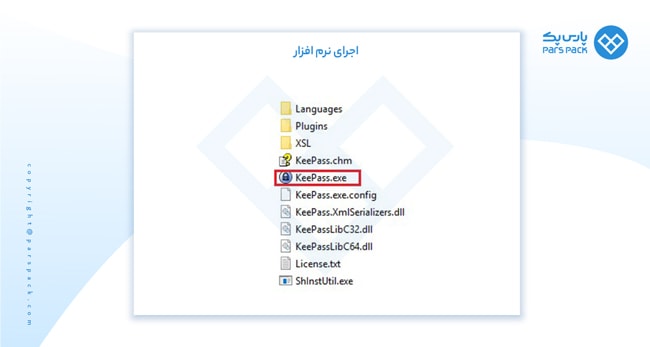 پارس پک
PARS PACK
اجرای نرم افزار
Languages
Plugins
XSL
KeePass.chm
KeePass.exe
KeePass.exe.config
KeePass.XmlSerializers.dll
KeePassLibC32.dll
KeePassLibC64.dll
License.txt
ShInstUtil.exe
copyright@parspack.com